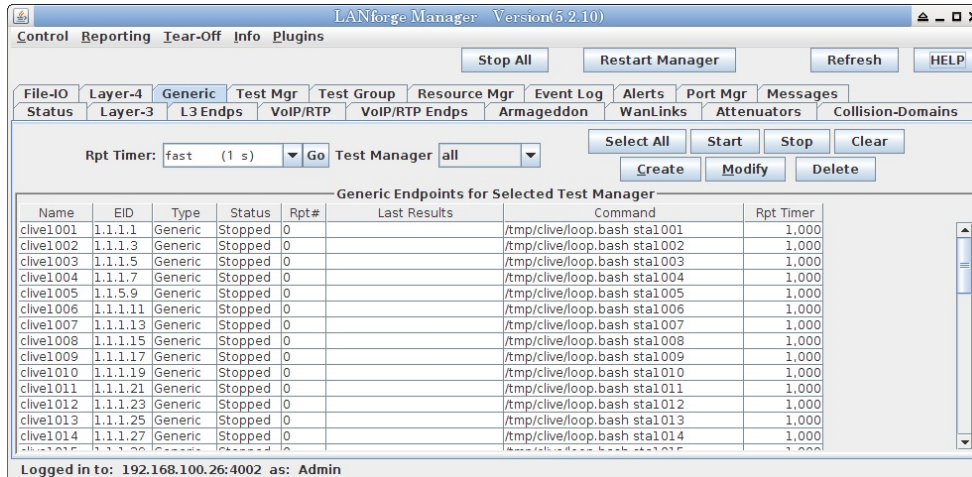 LANforge Manager Version(5.2.10)
Control Reporting Tear-Off Info Plugins
Stop All Restart Manager Refresh HELP
File-IO Layer-4 Generic Test Mgr Test Group Resource Mgr Event Log Alerts Port Mgr Messages
Status Layer-3 L3 Endps VoIP/RTP VoIP/RTP Endps Armageddon WanLinks Attenuators Collision-Domains
Rpt Timer: fast (1 s) Go Test Manager all Select All Start Stop Clear
Create Modify Delete
Generic Endpoints for Selected Test Manager
Name EID Type Status Rpt# Last Results Command Rpt Timer
clive1001 1.1.1.1 Generic Stopped 0 /tmp/clive/loop.bash sta1001 1,000
clive1002 1.1.1.3 Generic Stopped 0 /tmp/clive/loop.bash sta1002 1,000
clive1003 1.1.1.5 Generic Stopped 0 /tmp/clive/loop.bash sta1003 1,000
clive1004 1.1.1.7 Generic Stopped 0 /tmp/clive/loop.bash sta1004 1,000
clive1005 1.1.5.9 Generic Stopped 0 /tmp/clive/loop.bash sta1005 1,000
clive1006 1.1.1.11 Generic Stopped 0 /tmp/clive/loop.bash sta1006 1,000
clive1007 1.1.1.13 Generic Stopped 0 /tmp/clive/loop.bash sta1007 1,000
clive1008 1.1.1.15 Generic Stopped 0 /tmp/clive/loop.bash sta1008 1,000
clive1009 1.1.1.17 Generic Stopped 0 /tmp/clive/loop.bash sta1009 1,000
clive1010 1.1.1.19 Generic Stopped 0 /tmp/clive/loop.bash sta1010 1,000
clive1011 1.1.1.21 Generic Stopped 0 /tmp/clive/loop.bash sta1011 1,000
clive1012 1.1.1.23 Generic Stopped 0 /tmp/clive/loop.bash sta1012 1,000
clive1013 1.1.1.25 Generic Stopped 0 /tmp/clive/loop.bash sta1013 1,000
clive1014 1.1.1.27 Generic Stopped 0 /tmp/clive/loop.bash sta1014 1,000
Logged in to: 192.168.100.26:4002 as: Admin